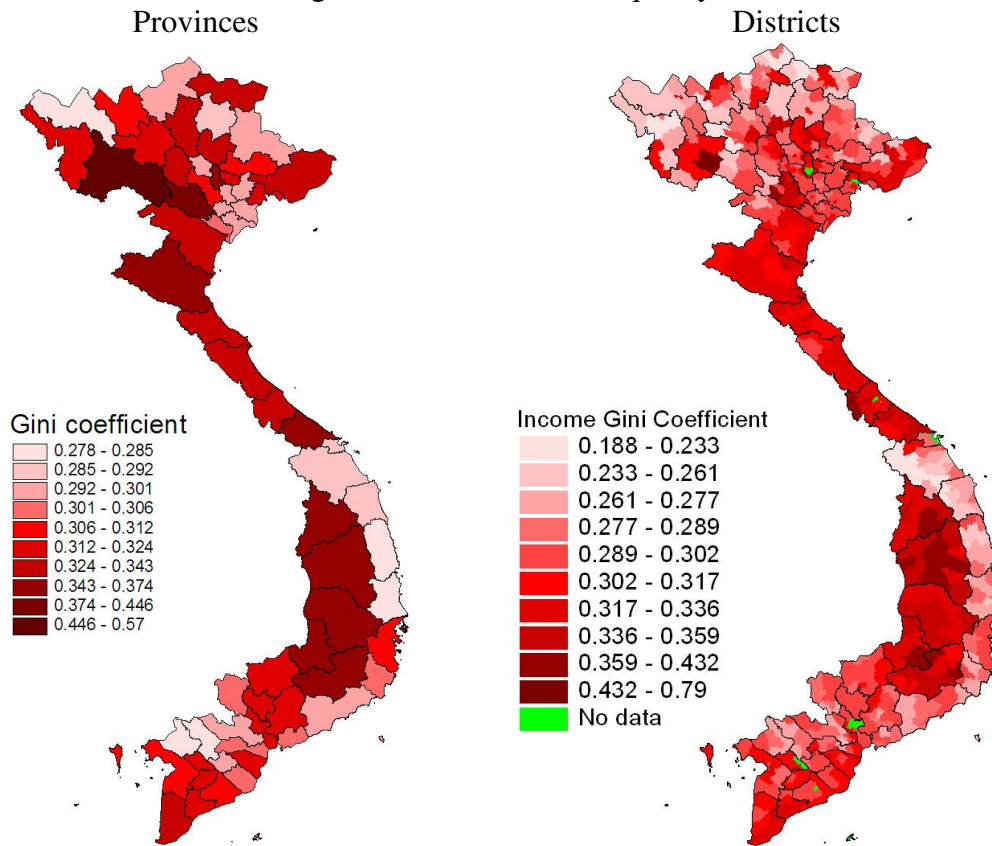 Provinces
Districts
Gini coefficient
0.278 - 0.285
0.285 - 0.292
0.292 - 0.301
0.301 - 0.306
0.306 - 0.312
0.312 - 0.324
0.324 - 0.343
0.343 - 0.374
0.374 - 0.446
0.446 - 0.57
Income Gini Coefficient
0.188 - 0.233
0.233 - 0.261
0.261 - 0.277
0.277 - 0.289
0.289 - 0.302
0.302 - 0.317
0.317 - 0.336
0.336 - 0.359
0.359 - 0.432
0.432 - 0.79
No data